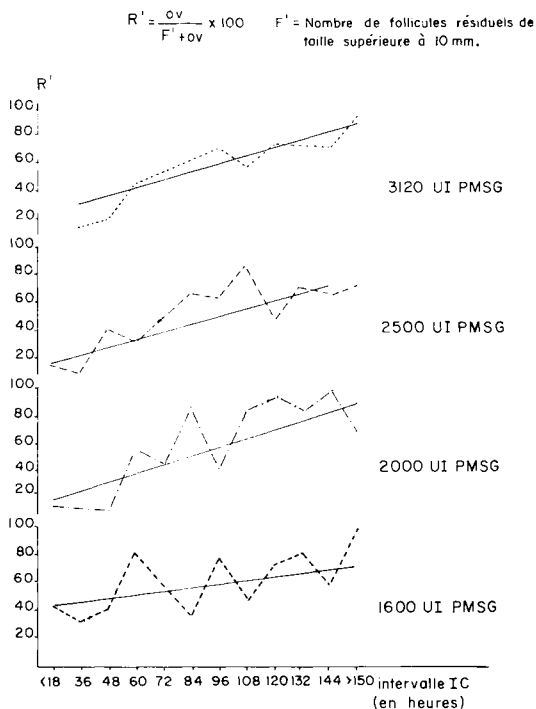 R' = ov / F' + ov x 100 F' = Nombre de follicules résiduels de
taille supérieure à 10 mm.
R'
100
80
60
40
20
3120 UI PMSG
100
80
60
40
20
2500 UI PMSG
100
80
60
40
20
2000 UI PMSG
100
80
60
40
20
1600 UI PMSG
<18 36 48 60 72 84 96 108 120 132 144 >150 intervalle IC
(en heures)